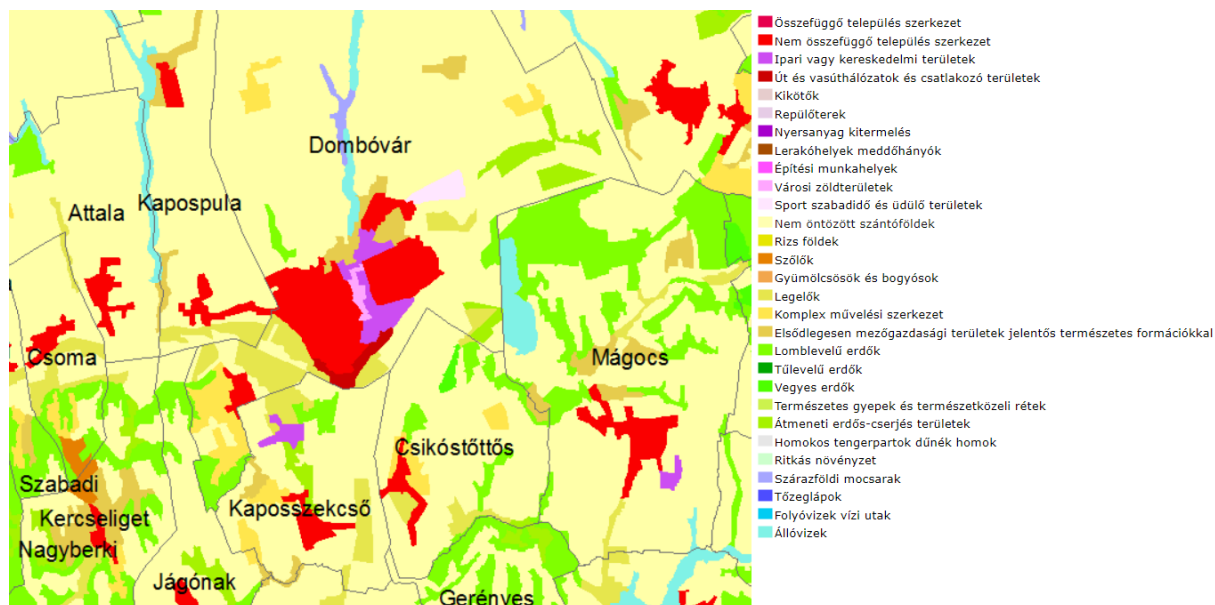 Dombóvár
Attala
Kapospula
Csoma
Mágocs
Csikóstőttős
Szabadi
Kaposszekcső
Kercseliget
Nagyberki
Jágónak
Gerényes
Összefüggő település szerkezet
Nem összefüggő település szerkezet
Ipari vagy kereskedelmi területek
Út és vasúthálózatok és csatlakozó területek
Kikötők
Repülőterek
Nyersanyag kitermelés
Lerakóhelyek meddőhányók
Építési munkahelyek
Városi zöldterületek
Sport szabadidő és üdülő területek
Nem öntözött szántóföldek
Rizs földek
Szőlők
Gyümölcsösök és bogyósok
Legelők
Komplex művelési szerkezet
Elsődlegesen mezőgazdasági területek jelentős természetes formációkkal
Lomblevelű erdők
Tűlevelű erdők
Vegyes erdők
Természetes gyepek és természetközeli rétek
Átmeneti erdős-cserjés területek
Homokos tengerpartok dűnék homok
Ritkás növényzet
Szárazföldi mocsarak
Tőzeglápok
Folyóvizek vízi utak
Állóvizek